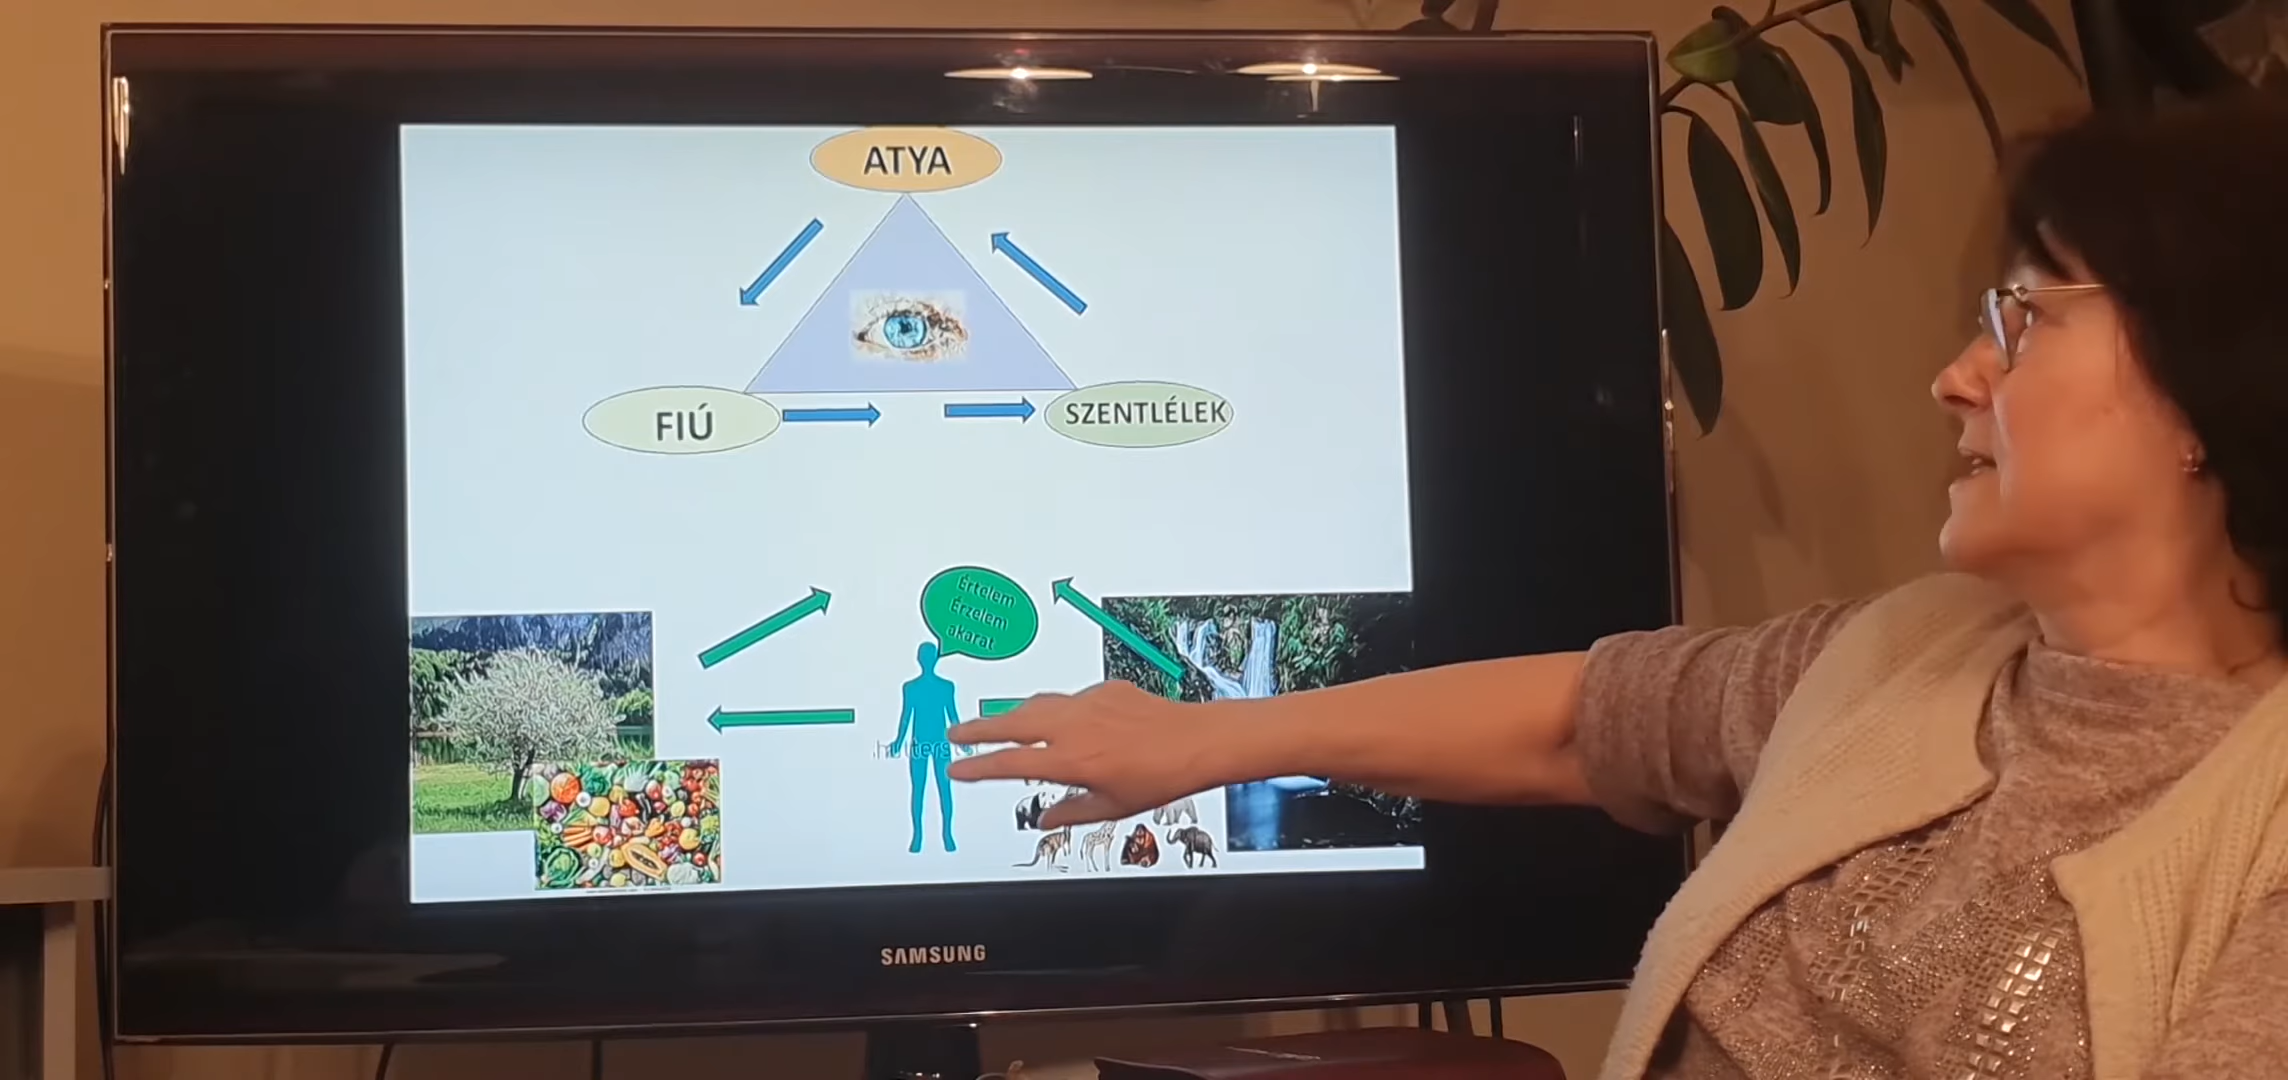 ATYA
FIÚ
SZENTLÉLEK
Értelem
Érzelem
akarat
SAMSUNG